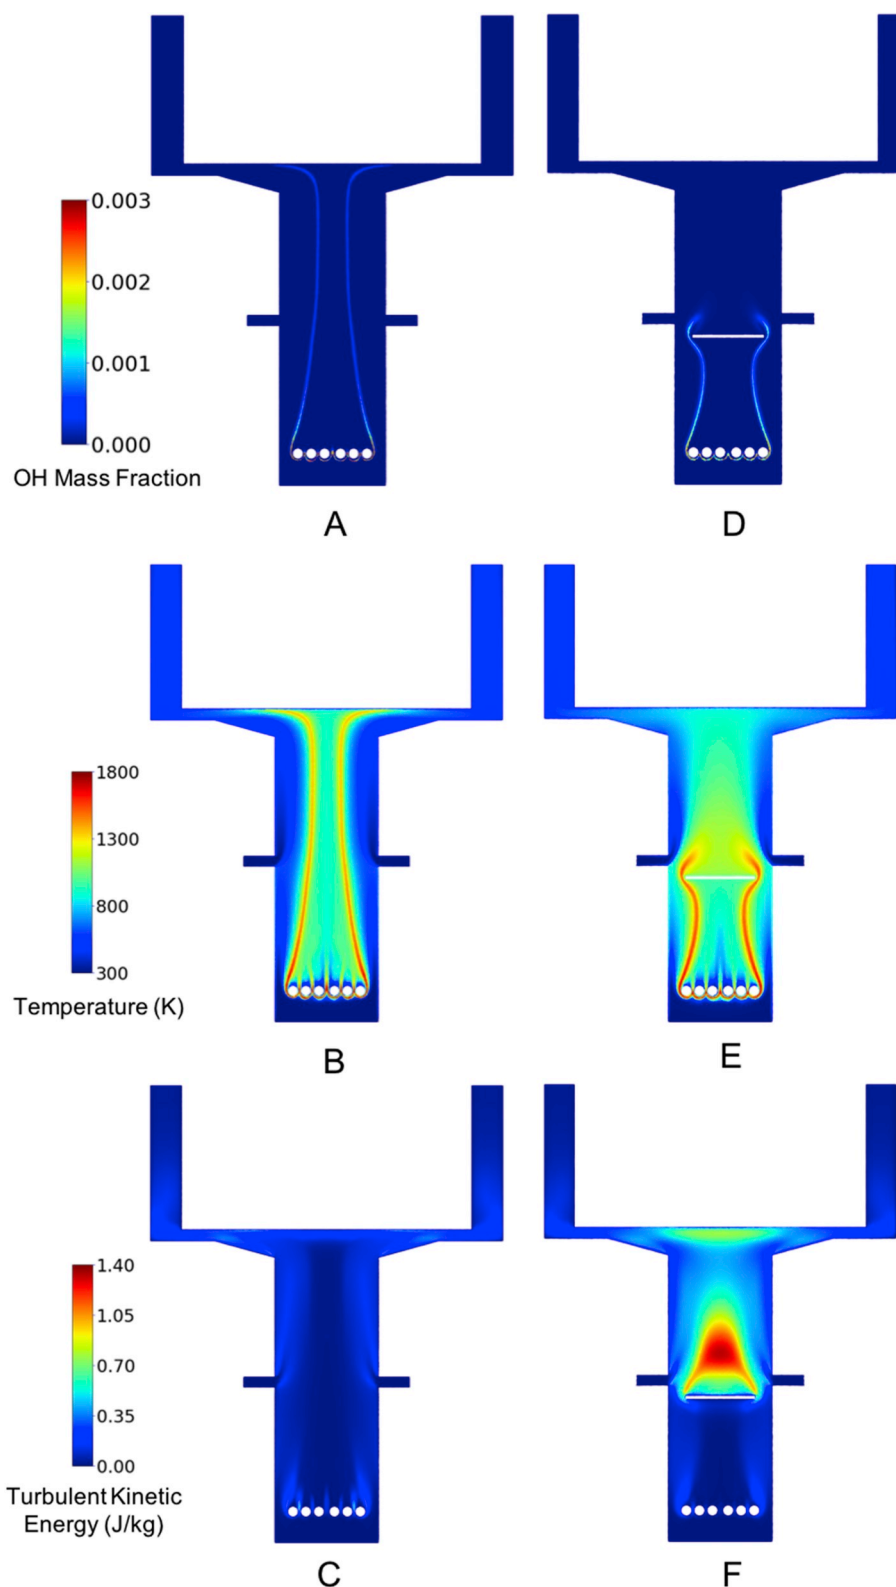 0.003
0.002
0.001
0.000
OH Mass Fraction
A
D
1800
1300
800
300
Temperature (K)
B
E
1.40
1.05
0.70
0.35
0.00
Turbulent Kinetic
Energy (J/kg)
C
F